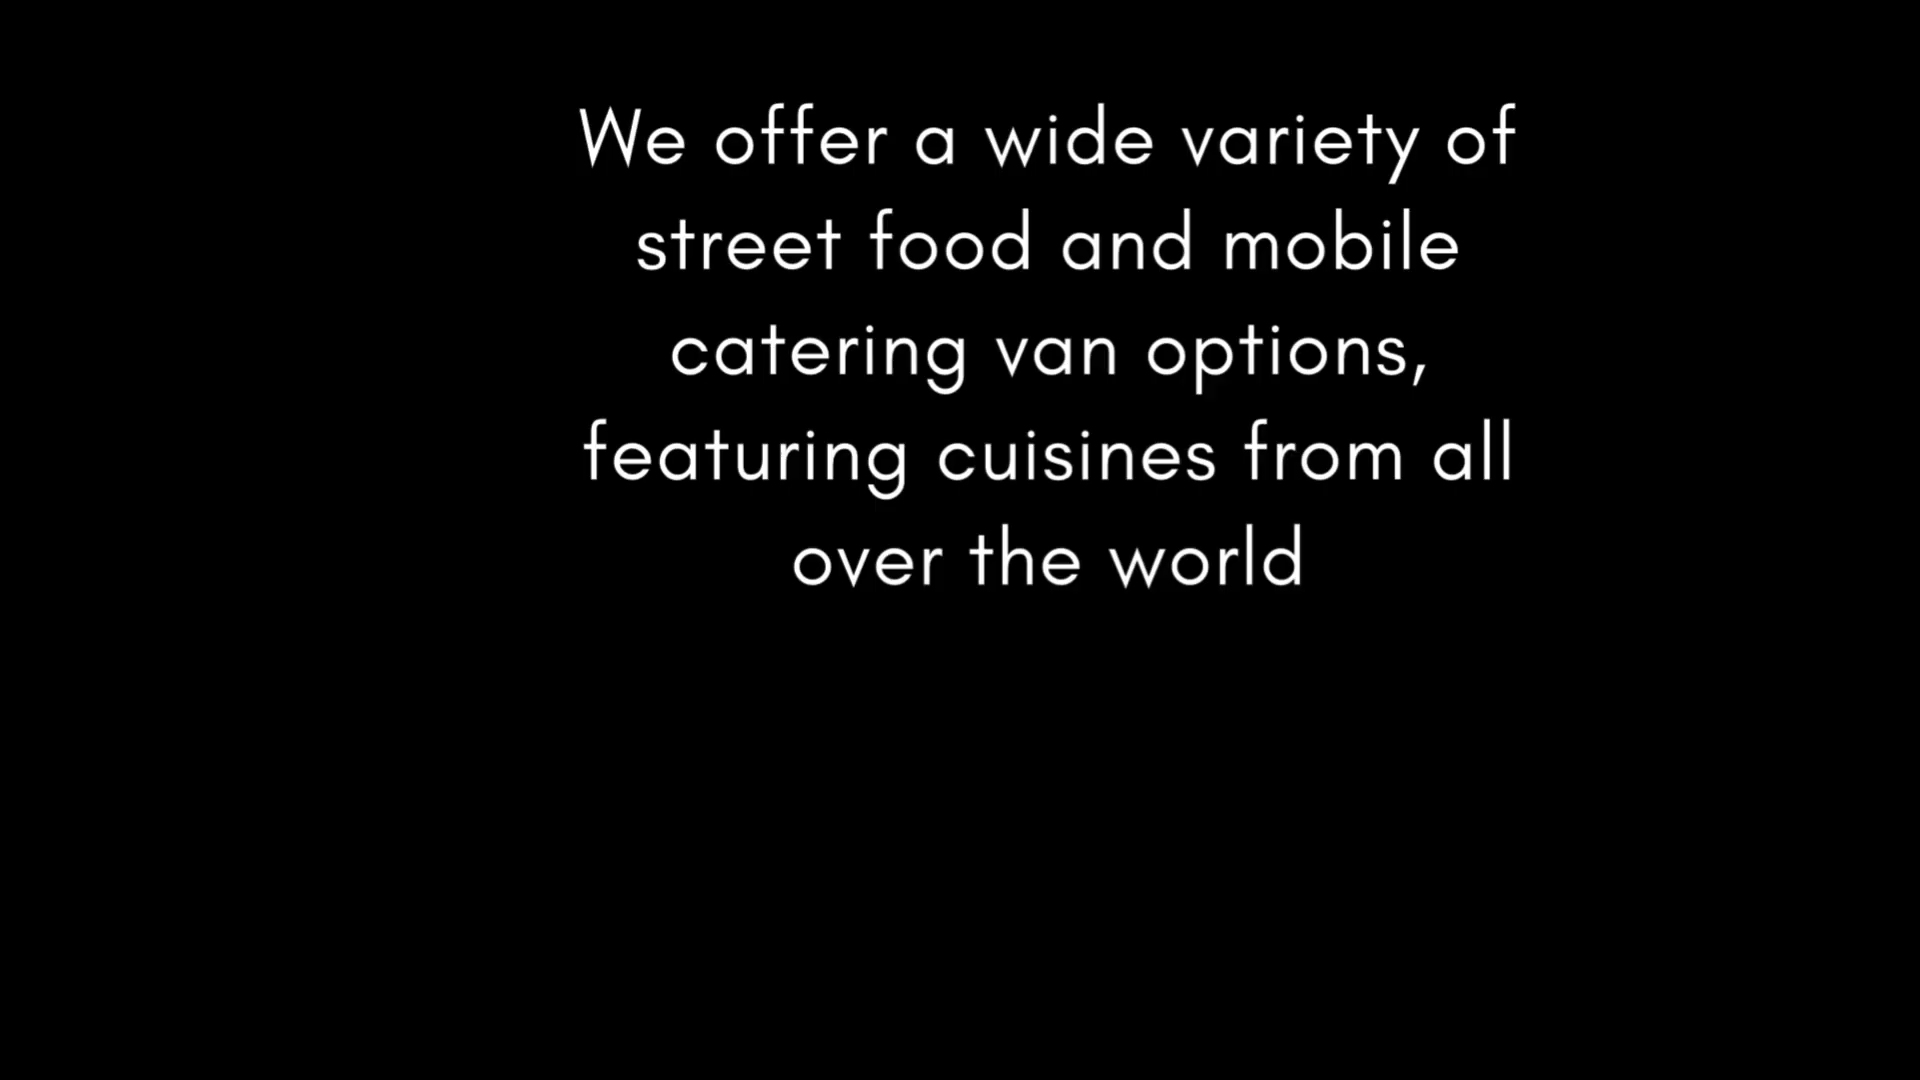 We offer a wide variety of
street food and mobile
catering van options,
featuring cuisines from all
over the world